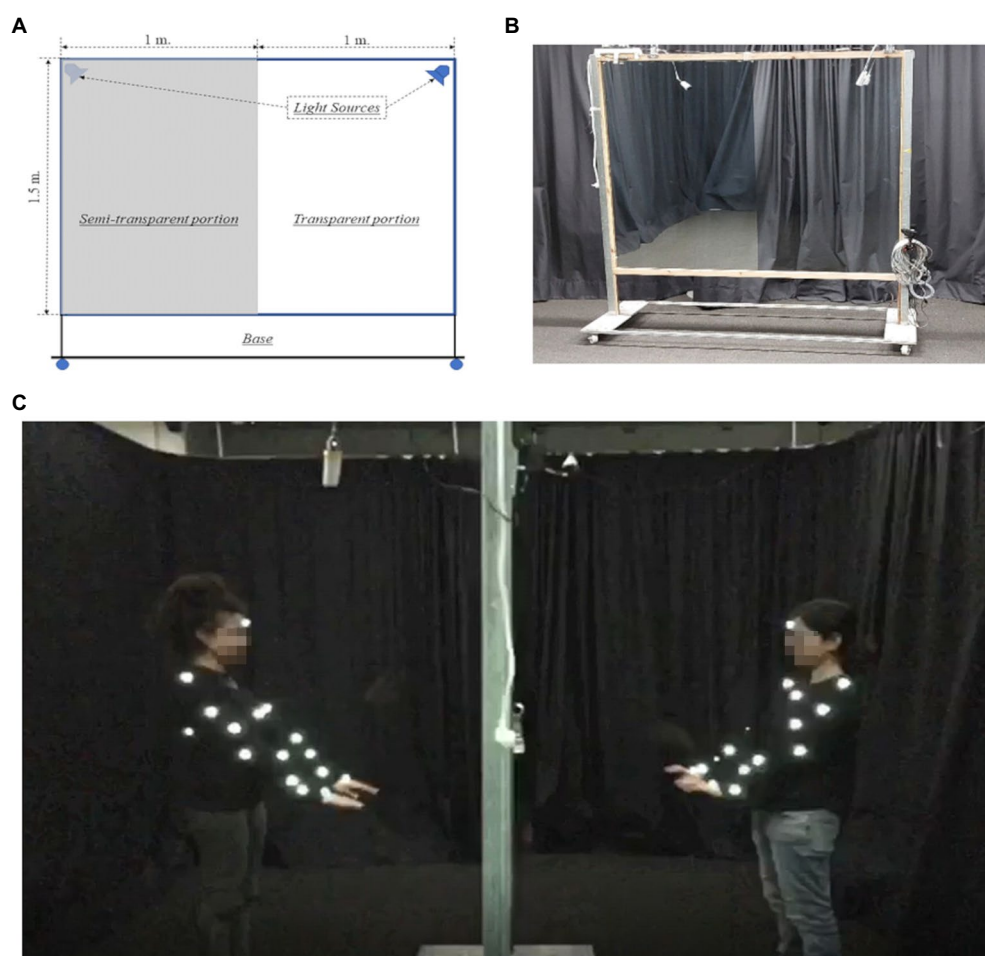 A
B
1 m.
1 m.
Light Sources
1.5 m.
Semi-transparent portion
Transparent portion
Base
C